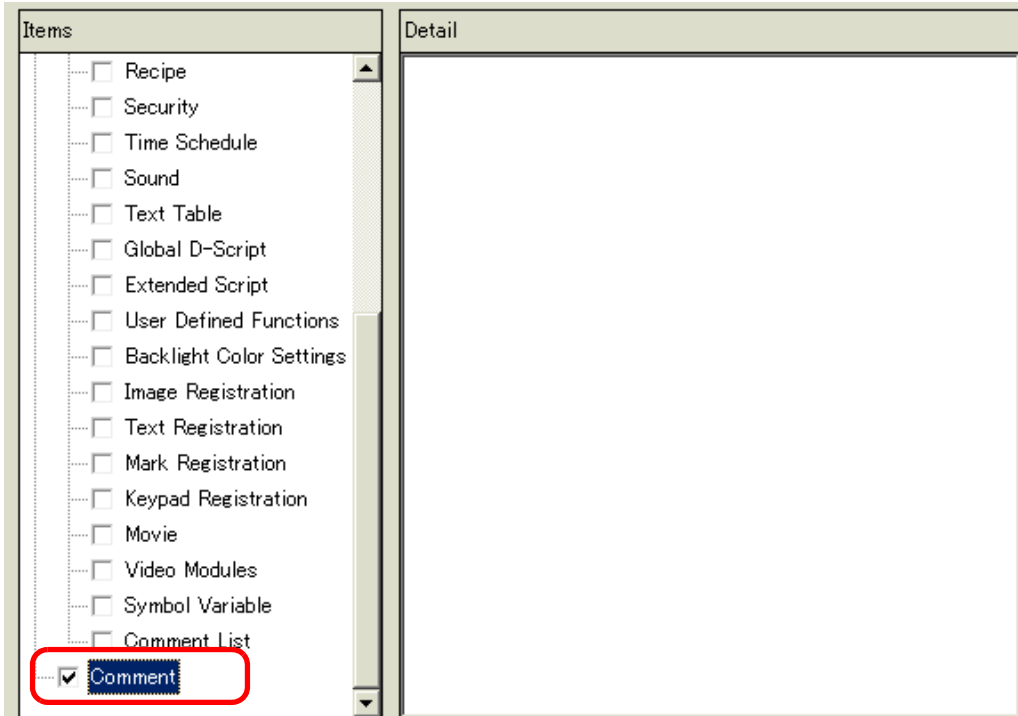 Items
Detail
Recipe
Security
Time Schedule
Sound
Text Table
Global D-Script
Extended Script
User Defined Functions
Backlight Color Settings
Image Registration
Text Registration
Mark Registration
Keypad Registration
Movie
Video Modules
Symbol Variable
Comment List
Comment